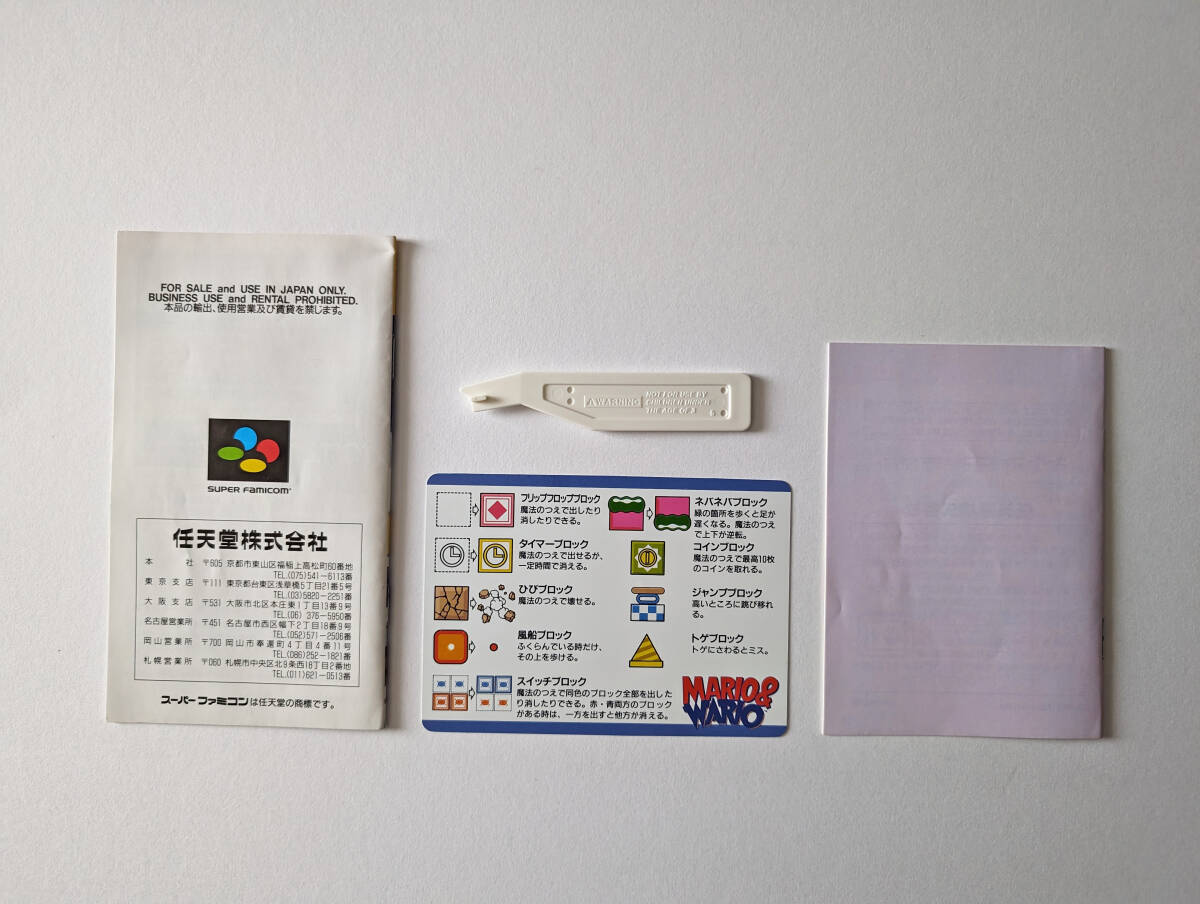 FOR SALE and USE IN JAPAN ONLY.
BUSINESS USE and RENTAL PROHIBITED.
本品の輸出、使用営業及び賃貸を禁じます。
SUPER FAMICOM
任天堂株式会社
本 社 〒605 京都市東山区福稲上高松町60番地
TEL.(075)541-6113番
東京支店 〒111 東京都台東区浅草橋5丁目21番5号
TEL.(03)5820-2251番
大阪支店 〒531 大阪市北区本庄東1丁目13番9号
TEL.(06) 376-5950番
名古屋営業所 〒451 名古屋市西区幅下2丁目18番9号
TEL.(052)571-2506番
岡山営業所 〒700 岡山市奉還町4丁目4番11号
TEL.(086)252-1821番
札幌営業所 〒060 札幌市中央区北9条西18丁目2番地
TEL.(011)621-0513番
スーパーファミコンは任天堂の商標です。
WARNING
NOT FOR USE BY
CHILDREN UNDER
THE AGE OF 3
フリップフロップブロック
魔法のつえで出したり
消したりできる。
タイマーブロック
魔法のつえで出せるが、
一定時間で消える。
ひびブロック
魔法のつえで壊せる。
風船ブロック
ふくらんでいる時だけ、
その上を歩ける。
スイッチブロック
魔法のつえで同色のブロック全部を出した
り消したりできる。赤・青両方のブロック
がある時は、一方を出すと他方が消える。
ネバネバブロック
緑の箇所を歩くと足が
遅くなる。魔法のつえ
で上下が逆転。
コインブロック
魔法のつえで最高10枚
のコインを取れる。
ジャンプブロック
高いところに跳び移れ
る。
トゲブロック
トゲにさわるとミス。
MARIO &
WARIO